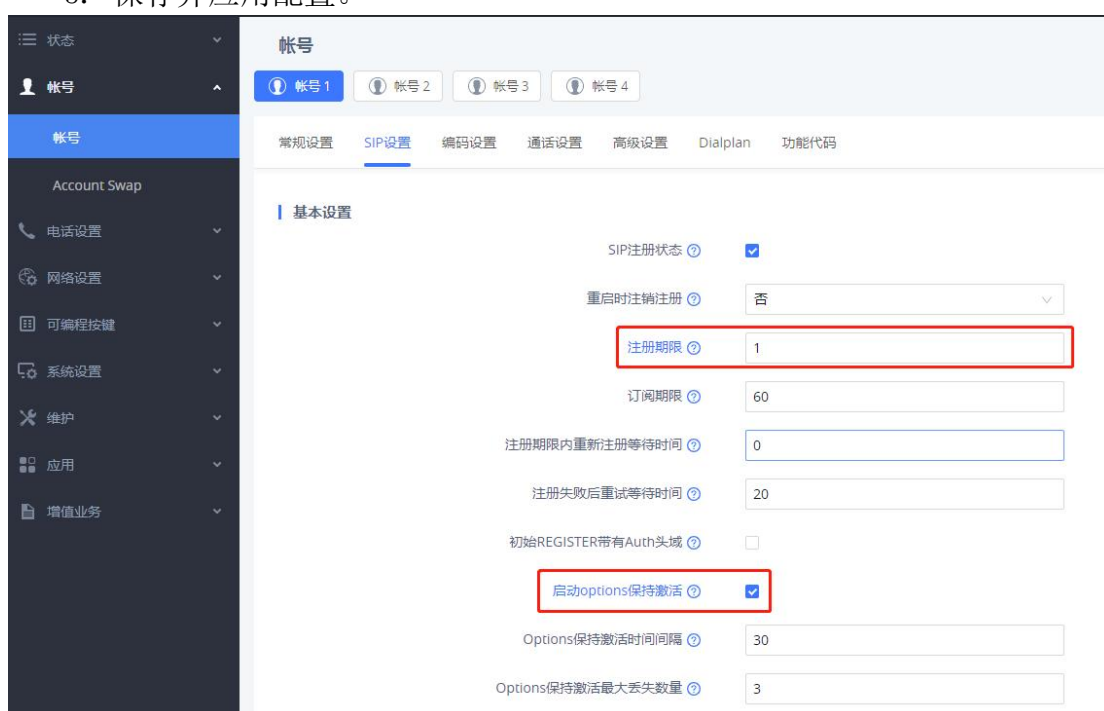 保存并应用配置。
状态
帐号
帐号
Account Swap
电话设置
网络设置
可编程按键
系统设置
维护
应用
增值业务
帐号
帐号 1
帐号 2
帐号 3
帐号 4
常规设置 SIP设置 编码设置 通话设置 高级设置 Dialplan 功能代码
基本设置
SIP注册状态
重启时注销注册 否
注册期限 1
订阅期限 60
注册期限内重新注册等待时间 0
注册失败后重试等待时间 20
初始REGISTER带有Auth头域
启动options保持激活
Options保持激活时间间隔 30
Options保持激活最大丢失数量 3